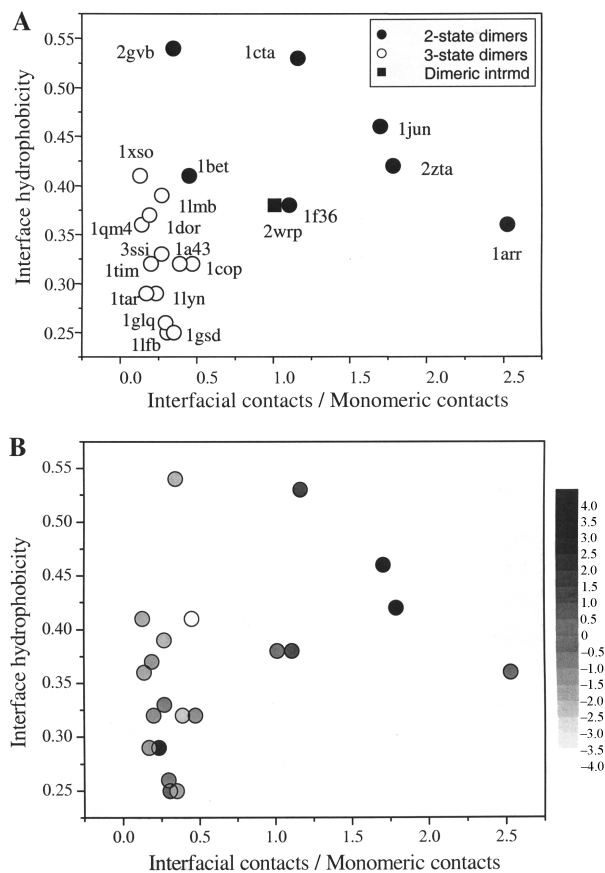 A
0.55
0.50
0.45
0.40
0.35
0.30
0.25
Interface hydrophobicity
2-state dimers
3-state dimers
Dimeric intrmd
2gvb
1cta
1jun
2zta
1xso
1bet
1lmb
1qm4
1dor
1f36
2wrp
1arr
3ssi
1a43
1tim
1cop
1tar
1lyn
1glq
1lfb
1gsd
0.0 0.5 1.0 1.5 2.0 2.5
Interfacial contacts / Monomeric contacts
B
0.55
0.50
0.45
0.40
0.35
0.30
0.25
Interface hydrophobicity
4.0
3.5
3.0
2.5
2.0
1.5
1.0
0.5
0
−0.5
−1.0
−1.5
−2.0
−2.5
−3.0
−3.5
−4.0
0.0 0.5 1.0 1.5 2.0 2.5
Interfacial contacts / Monomeric contacts